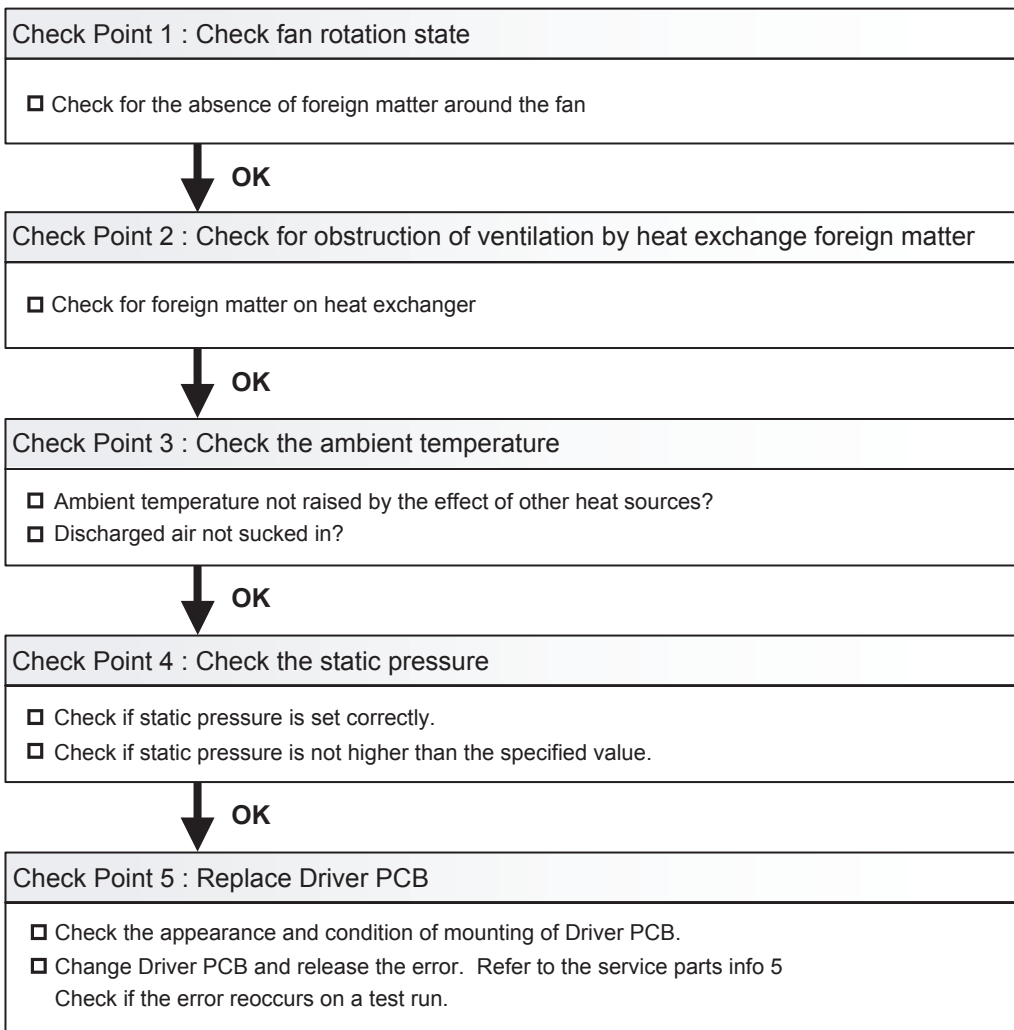 Check Point 1 : Check fan rotation state
Check for the absence of foreign matter around the fan
OK
Check Point 2 : Check for obstruction of ventilation by heat exchange foreign matter
Check for foreign matter on heat exchanger
OK
Check Point 3 : Check the ambient temperature
Ambient temperature not raised by the effect of other heat sources?
Discharged air not sucked in?
OK
Check Point 4 : Check the static pressure
Check if static pressure is set correctly.
Check if static pressure is not higher than the specified value.
OK
Check Point 5 : Replace Driver PCB
Check the appearance and condition of mounting of Driver PCB.
Change Driver PCB and release the error.  Refer to the service parts info 5
Check if the error reoccurs on a test run.